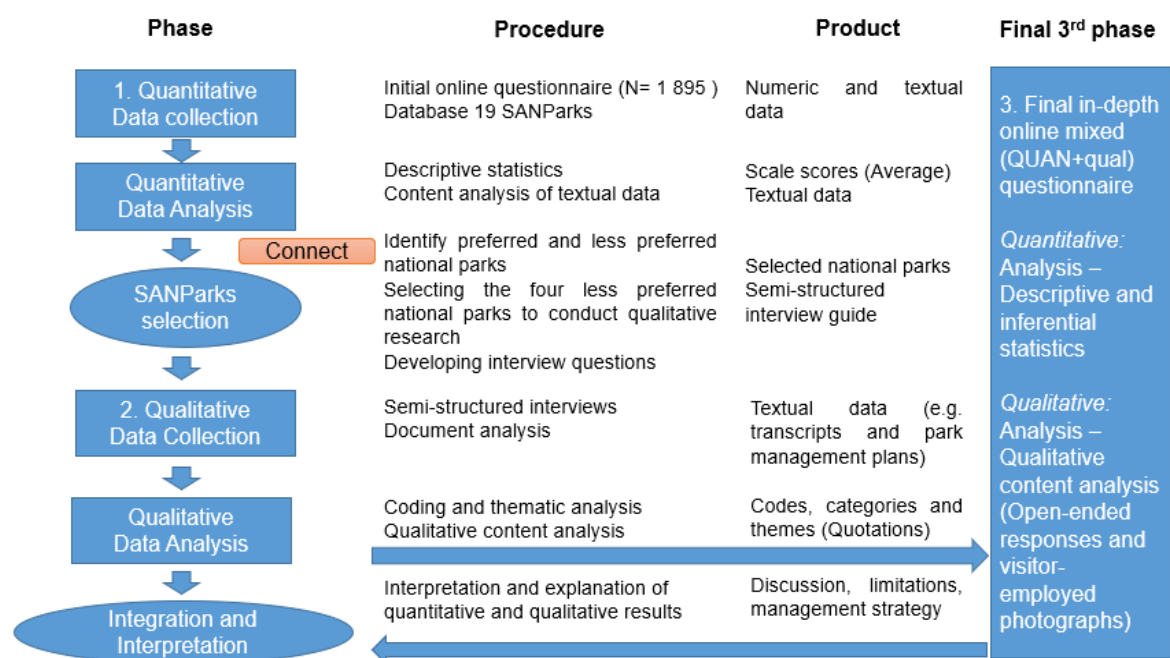 Phase
Procedure
Product
Final 3rd phase
1. Quantitative
Data collection
Initial online questionnaire (N= 1 895 )
Database 19 SANParks
Numeric and textual
data
Quantitative
Data Analysis
Descriptive statistics
Content analysis of textual data
Scale scores (Average)
Textual data
Connect
SANParks
selection
Identify preferred and less preferred
national parks
Selecting the four less preferred
national parks to conduct qualitative
research
Developing interview questions
Selected national parks
Semi-structured
interview guide
2. Qualitative
Data Collection
Semi-structured interviews
Document analysis
Textual data (e.g.
transcripts and park
management plans)
Qualitative
Data Analysis
Coding and thematic analysis
Qualitative content analysis
Codes, categories and
themes (Quotations)
Integration and
Interpretation
Interpretation and explanation of
quantitative and qualitative results
Discussion, limitations,
management strategy
3. Final in-depth
online mixed
(QUAN+qual)
questionnaire
Quantitative:
Analysis –
Descriptive and
inferential
statistics
Qualitative:
Analysis –
Qualitative
content analysis
(Open-ended
responses and
visitor-
employed
photographs)